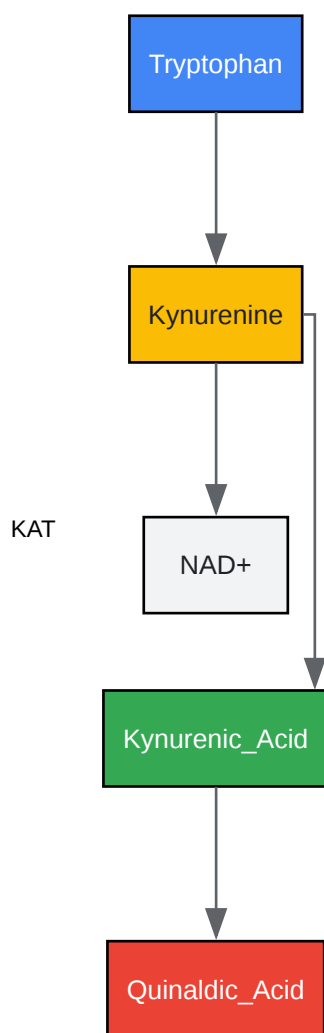 Tryptophan
Kynurenine
KAT
NAD+
Kynurenic_Acid
Quinaldic_Acid